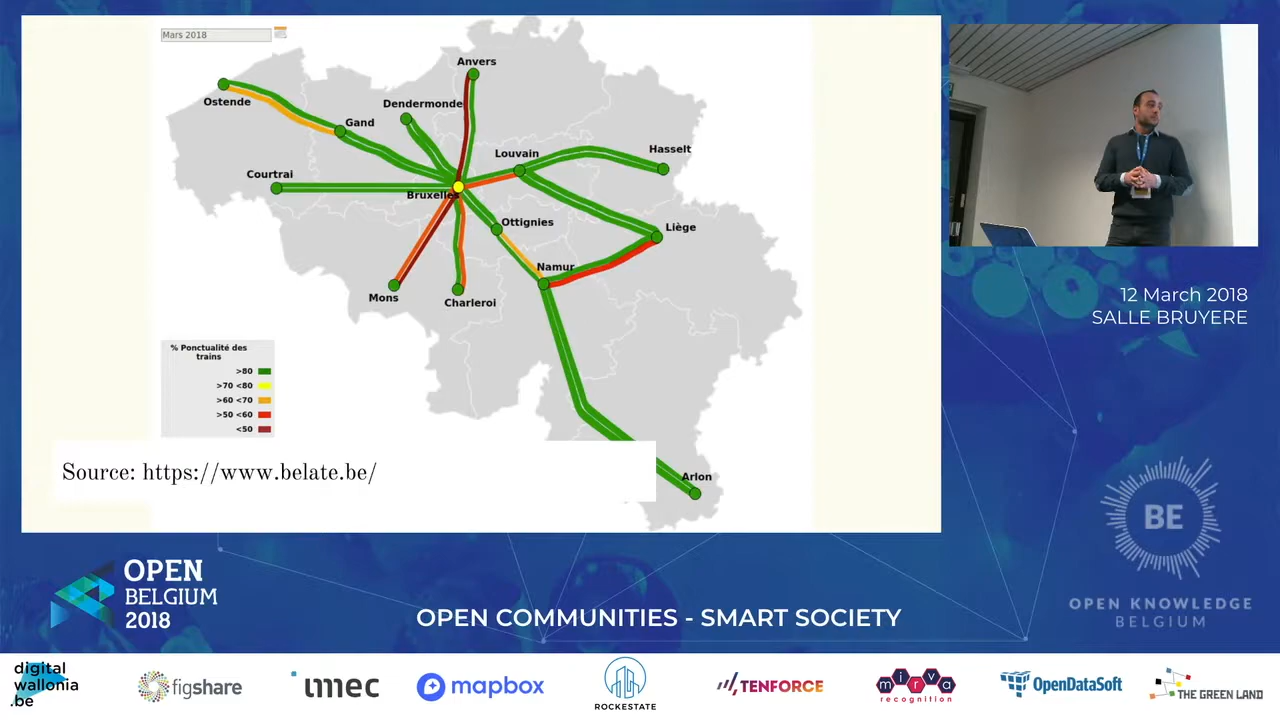 Mars 2018
Anvers
Ostende
Dendermonde
Gand
Louvain
Hasselt
Courtrai
Bruxelles
Ottignies
Liège
Namur
Mons
Charleroi
% Ponctualité des
trains
>80
>70 <80
>60 <70
>50 <60
<50
Source: https://www.belate.be/
Arlon
12 March 2018
SALLE BRUYERE
BE
OPEN KNOWLEDGE
BELGIUM
OPEN
BELGIUM
2018
OPEN COMMUNITIES - SMART SOCIETY
digital
wallonia
.be
figshare
imec
mapbox
ROCKESTATE
TENFORCE
mirva
recognition
OpenDataSoft
THE GREEN LAND